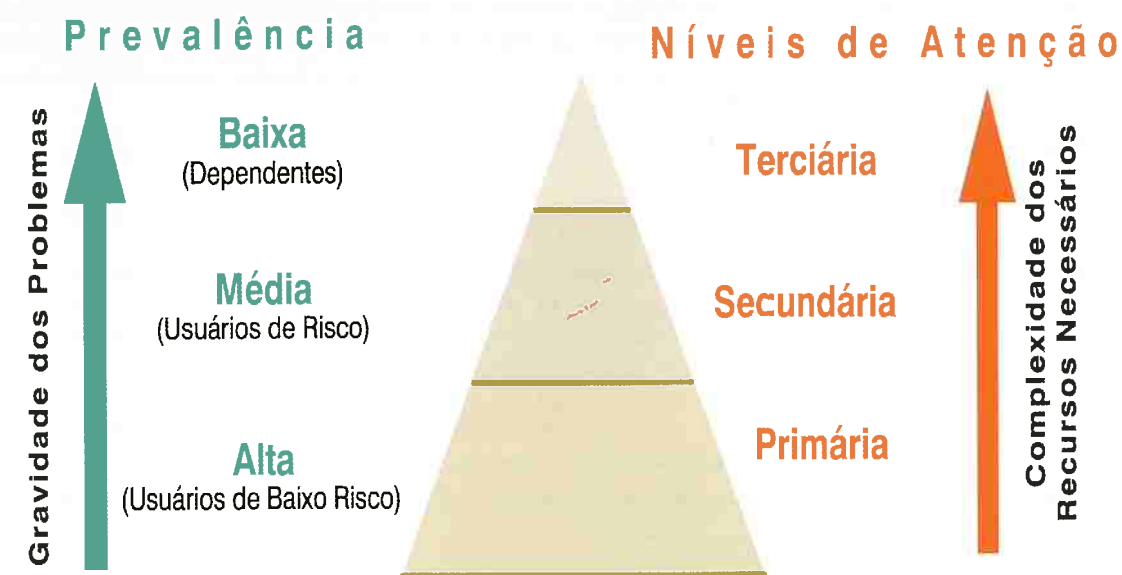 Prevalência
Níveis de Atenção
Gravidade dos Problemas
Baixa
(Dependentes)
Média
(Usuários de Risco)
Alta
(Usuários de Baixo Risco)
Terciária
Secundária
Primária
Complexidade dos
Recursos Necessários